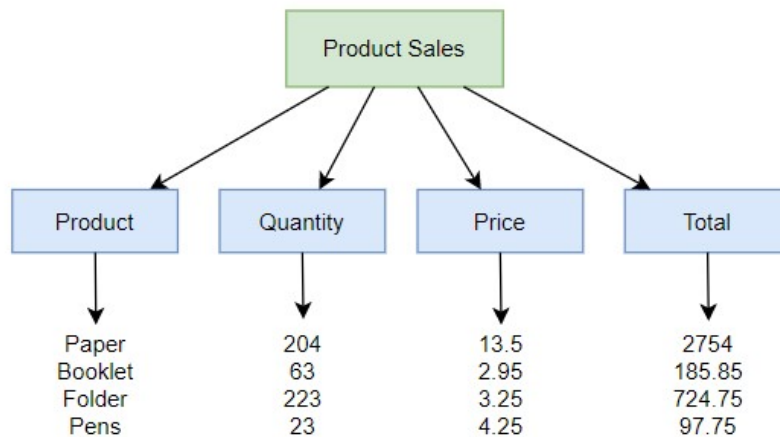 Product Sales
Product Quantity Price Total
Paper 204 13.5 2754
Booklet 63 2.95 185.85
Folder 223 3.25 724.75
Pens 23 4.25 97.75